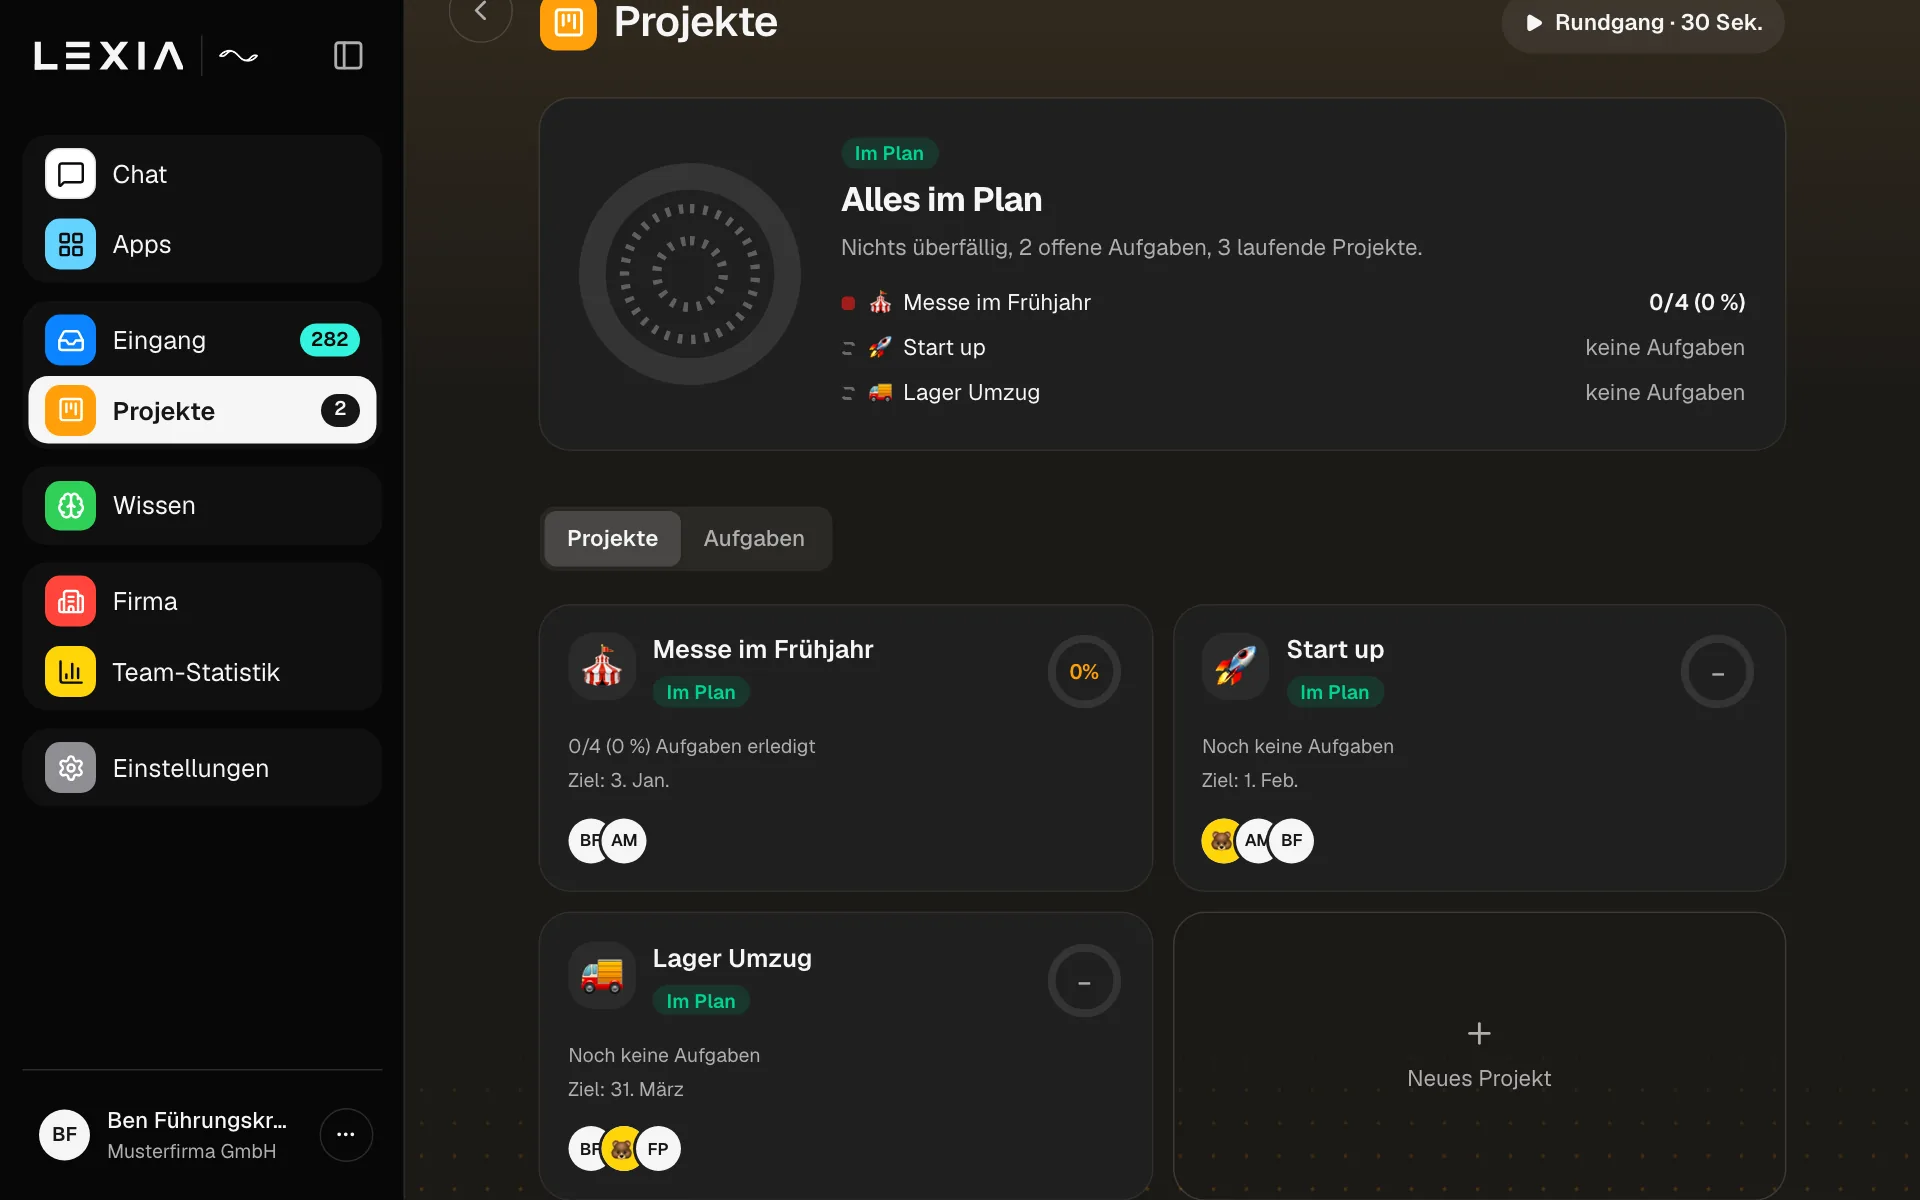 LEXIA
Chat
Apps
Eingang 282
Projekte 2
Wissen
Firma
Team-Statistik
Einstellungen
BF
Ben Führungskr...
Musterfirma GmbH
Projekte
Rundgang · 30 Sek.
Im Plan
Alles im Plan
Nichts überfällig, 2 offene Aufgaben, 3 laufende Projekte.
Messe im Frühjahr 0/4 (0 %)
Start up keine Aufgaben
Lager Umzug keine Aufgaben
Projekte Aufgaben
Messe im Frühjahr
Im Plan
0%
0/4 (0 %) Aufgaben erledigt
Ziel: 3. Jan.
BF AM
Start up
Im Plan
–
Noch keine Aufgaben
Ziel: 1. Feb.
AM BF
Lager Umzug
Im Plan
–
Noch keine Aufgaben
Ziel: 31. März
BF FP
Neues Projekt